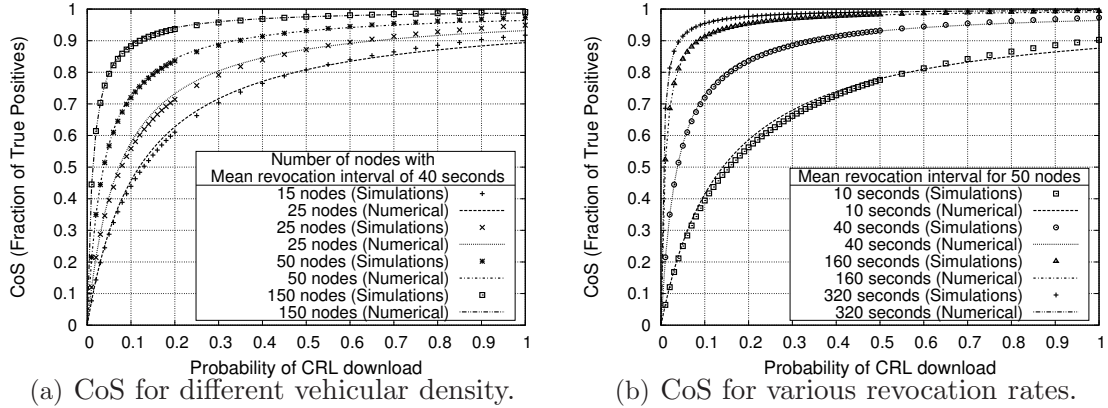 CoS (Fraction of True Positives)
1
0.9
0.8
0.7
0.6
0.5
0.4
0.3
0.2
0.1
0
Number of nodes with
Mean revocation interval of 40 seconds
15 nodes (Simulations)
25 nodes (Numerical)
25 nodes (Simulations)
25 nodes (Numerical)
50 nodes (Simulations)
50 nodes (Numerical)
150 nodes (Simulations)
150 nodes (Numerical)
0 0.1 0.2 0.3 0.4 0.5 0.6 0.7 0.8 0.9 1
Probability of CRL download
(a) CoS for different vehicular density.
CoS (Fraction of True Positives)
1
0.9
0.8
0.7
0.6
0.5
0.4
0.3
0.2
0.1
0
Mean revocation interval for 50 nodes
10 seconds (Simulations)
10 seconds (Numerical)
40 seconds (Simulations)
40 seconds (Numerical)
160 seconds (Simulations)
160 seconds (Numerical)
320 seconds (Simulations)
320 seconds (Numerical)
0 0.1 0.2 0.3 0.4 0.5 0.6 0.7 0.8 0.9 1
Probability of CRL download
(b) CoS for various revocation rates.